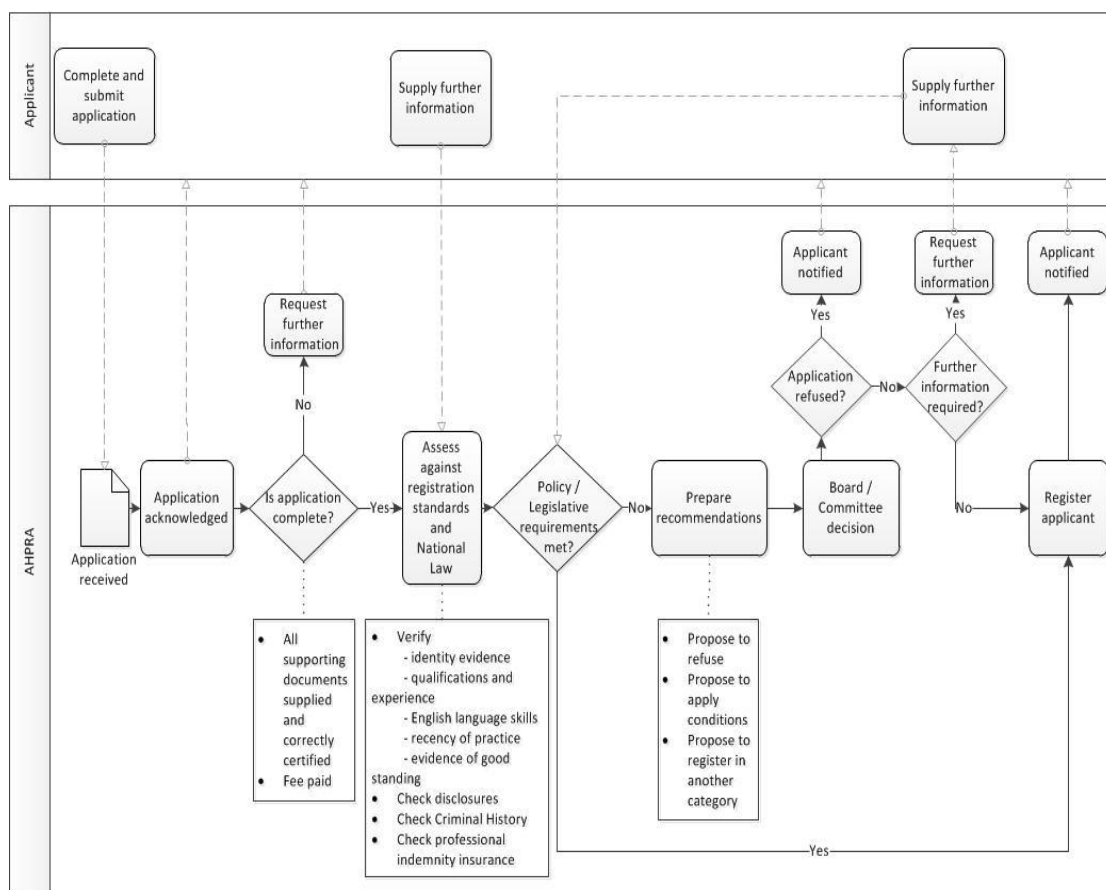 Applicant
Complete and
submit
application
Supply further
information
Supply further
information
AHPRA
Applicant
notified
Request
further
information
Applicant
notified
Request
further
information
Yes
Yes
Application
refused?
No
Further
information
required?
No
Application
received
Application
acknowledged
Is application
complete?
Yes
Assess
against
registration
standards
and
National
Law
Policy /
Legislative
requirements
met?
No
Prepare
recommendations
Board /
Committee
decision
No
Register
applicant
• All
supporting
documents
supplied
and
correctly
certified
• Fee paid
• Verify
- identity evidence
- qualifications and
experience
- English language skills
- recency of practice
- evidence of good
standing
• Check disclosures
• Check Criminal History
• Check professional
indemnity insurance
• Propose to
refuse
• Propose to
apply
conditions
• Propose to
register in
another
category
Yes